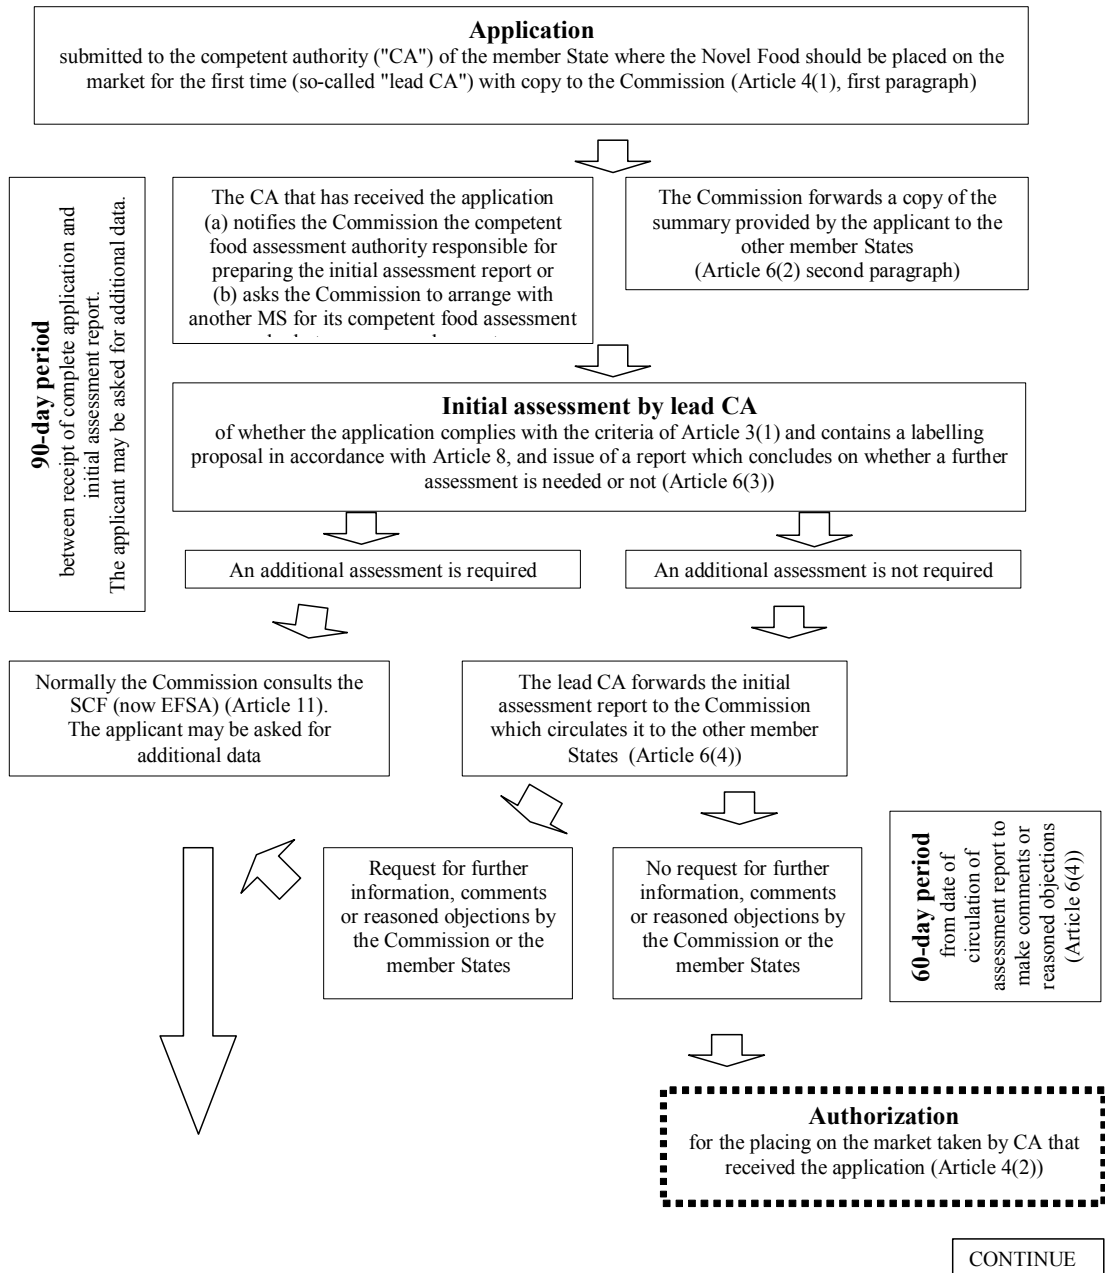 Application
submitted to the competent authority ("CA") of the member State where the Novel Food should be placed on the
market for the first time (so-called "lead CA") with copy to the Commission (Article 4(1), first paragraph)
90-day period
between receipt of complete application and
initial assessment report.
The applicant may be asked for additional data.
The CA that has received the application
(a) notifies the Commission the competent
food assessment authority responsible for
preparing the initial assessment report or
(b) asks the Commission to arrange with
another MS for its competent food assessment
The Commission forwards a copy of the
summary provided by the applicant to the
other member States
(Article 6(2) second paragraph)
Initial assessment by lead CA
of whether the application complies with the criteria of Article 3(1) and contains a labelling
proposal in accordance with Article 8, and issue of a report which concludes on whether a further
assessment is needed or not (Article 6(3))
An additional assessment is required
An additional assessment is not required
Normally the Commission consults the
SCF (now EFSA) (Article 11).
The applicant may be asked for
additional data
The lead CA forwards the initial
assessment report to the Commission
which circulates it to the other member
States (Article 6(4))
Request for further
information, comments
or reasoned objections by
the Commission or the
member States
No request for further
information, comments
or reasoned objections by
the Commission or the
member States
60-day period
from date of
circulation of
assessment report to
make comments or
reasoned objections
(Article 6(4))
Authorization
for the placing on the market taken by CA that
received the application (Article 4(2))
CONTINUE